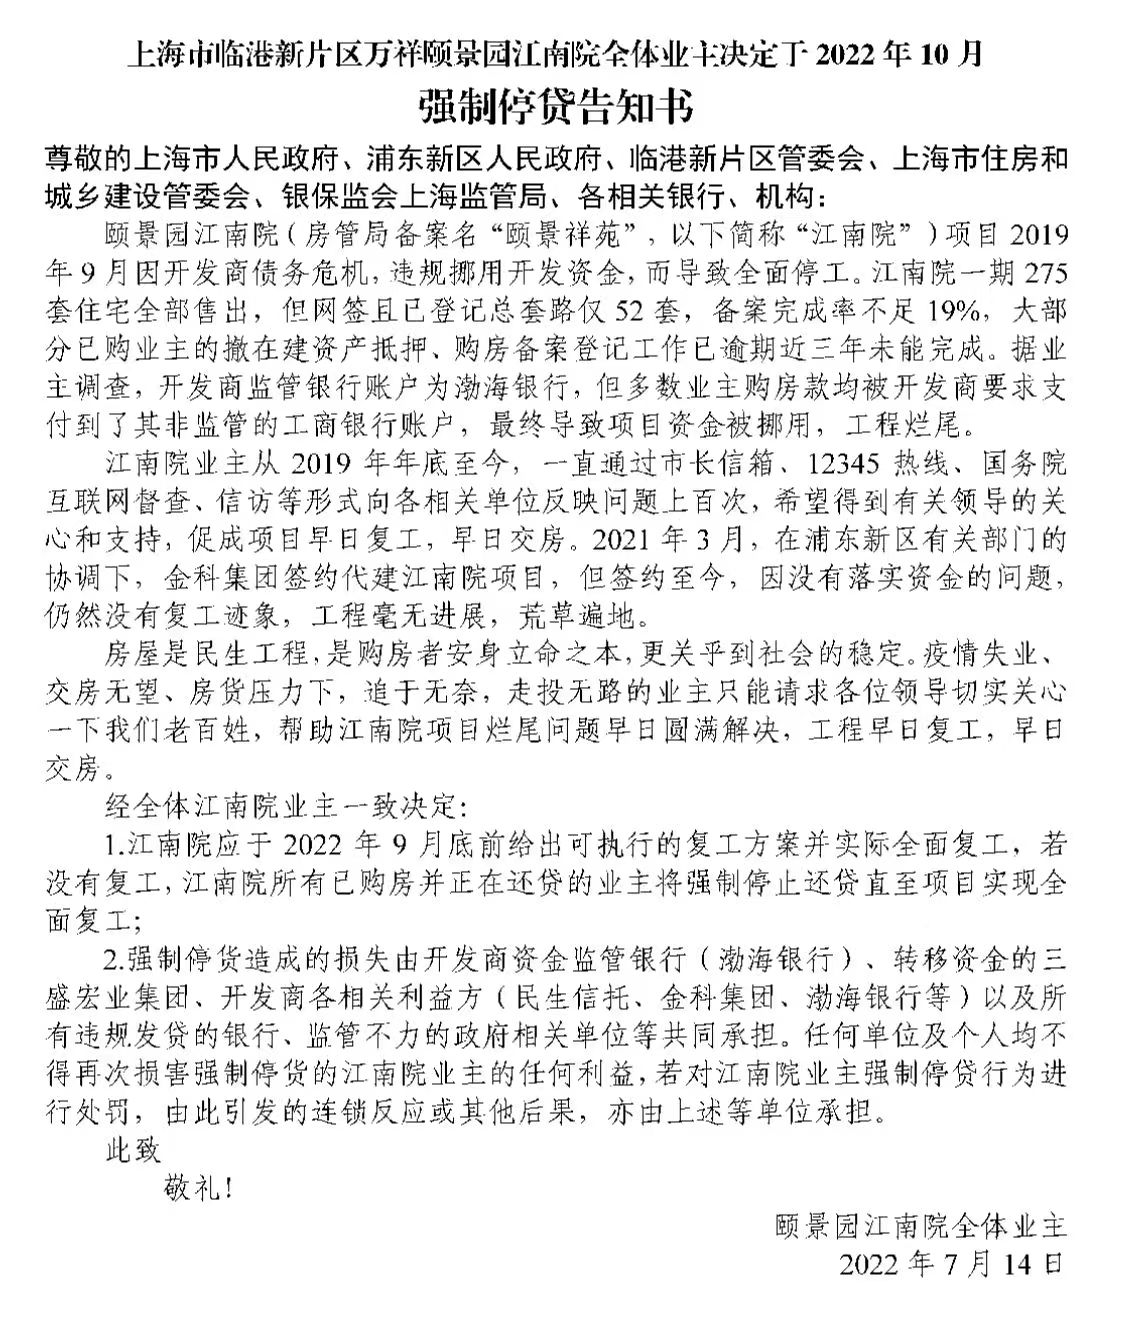 上海市临港新片区万祥颐景园江南院全体业主决定于 2022 年 10 月
强制停贷告知书
尊敬的上海市人民政府、浦东新区人民政府、临港新片区管委会、上海市住房和
城乡建设管委会、银保监会上海监管局、各相关银行、机构：
颐景园江南院（房管局备案名“颐景祥苑”，以下简称“江南院”）项目 2019
年 9 月因开发商债务危机，违规挪用开发资金，而导致全面停工。江南院一期 275
套住宅全部售出，但网签且已登记总套路仅 52 套，备案完成率不足 19%，大部
分已购业主的撤在建资产抵押、购房备案登记工作已逾期近三年未能完成。据业
主调查，开发商监管银行账户为渤海银行，但多数业主购房款均被开发商要求支
付到了其非监管的工商银行账户，最终导致项目资金被挪用，工程烂尾。
江南院业主从 2019 年年底至今，一直通过市长信箱、12345 热线、国务院
互联网督查、信访等形式向各相关单位反映问题上百次，希望得到有关领导的关
心和支持，促成项目早日复工，早日交房。2021 年 3 月，在浦东新区有关部门的
协调下，金科集团签约代建江南院项目，但签约至今，因没有落实资金的问题，
仍然没有复工迹象，工程毫无进展，荒草遍地。
房屋是民生工程，是购房者安身立命之本，更关乎到社会的稳定。疫情失业、
交房无望、房货压力下，迫于无奈，走投无路的业主只能请求各位领导切实关心
一下我们老百姓，帮助江南院项目烂尾问题早日圆满解决，工程早日复工，早日
交房。
经全体江南院业主一致决定：
1.江南院应于 2022 年 9 月底前给出可执行的复工方案并实际全面复工，若
没有复工，江南院所有已购房并正在还贷的业主将强制停止还贷直至项目实现全
面复工；
2.强制停货造成的损失由开发商资金监管银行（渤海银行）、转移资金的三
盛宏业集团、开发商各相关利益方（民生信托、金科集团、渤海银行等）以及所
有违规发贷的银行、监管不力的政府相关单位等共同承担。任何单位及个人均不
得再次损害强制停货的江南院业主的任何利益，若对江南院业主强制停贷行为进
行处罚，由此引发的连锁反应或其他后果，亦由上述等单位承担。
此致
敬礼！
颐景园江南院全体业主
2022 年 7 月 14 日